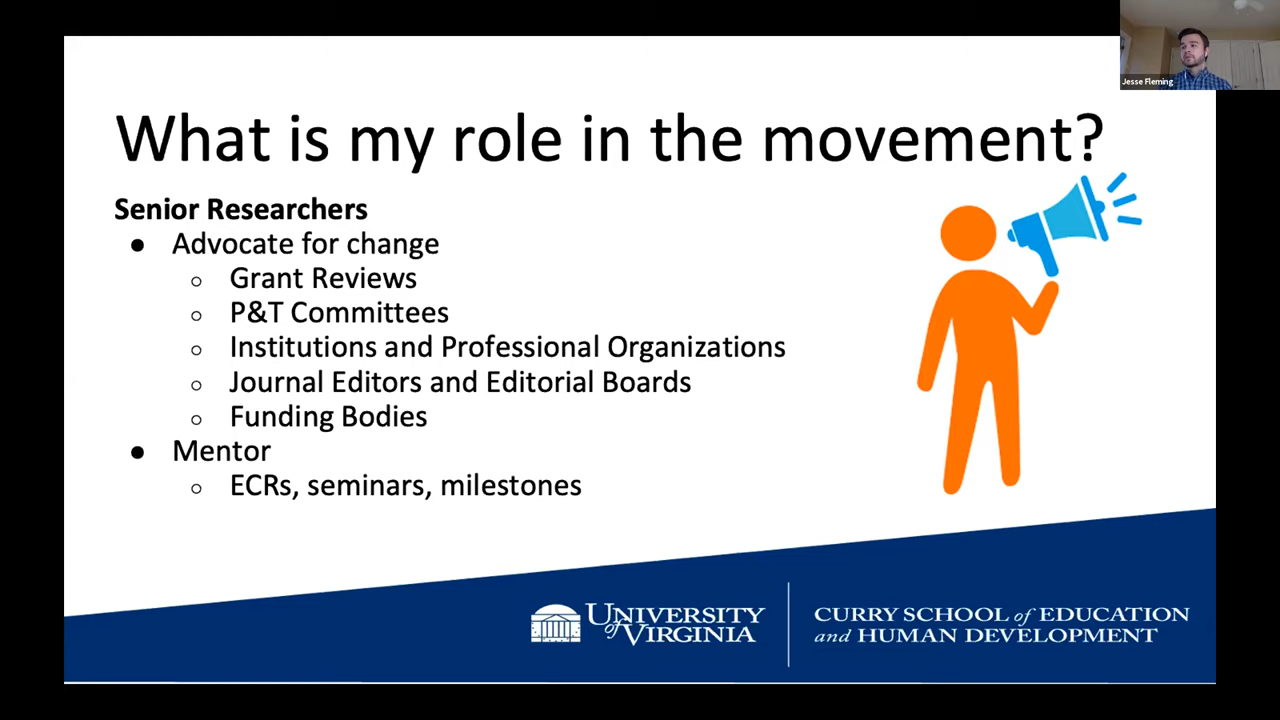 Jesse Fleming
What is my role in the movement?
Senior Researchers
● Advocate for change
○ Grant Reviews
○ P&T Committees
○ Institutions and Professional Organizations
○ Journal Editors and Editorial Boards
○ Funding Bodies
● Mentor
○ ECRs, seminars, milestones
UNIVERSITY
of VIRGINIA
CURRY SCHOOL of EDUCATION
and HUMAN DEVELOPMENT